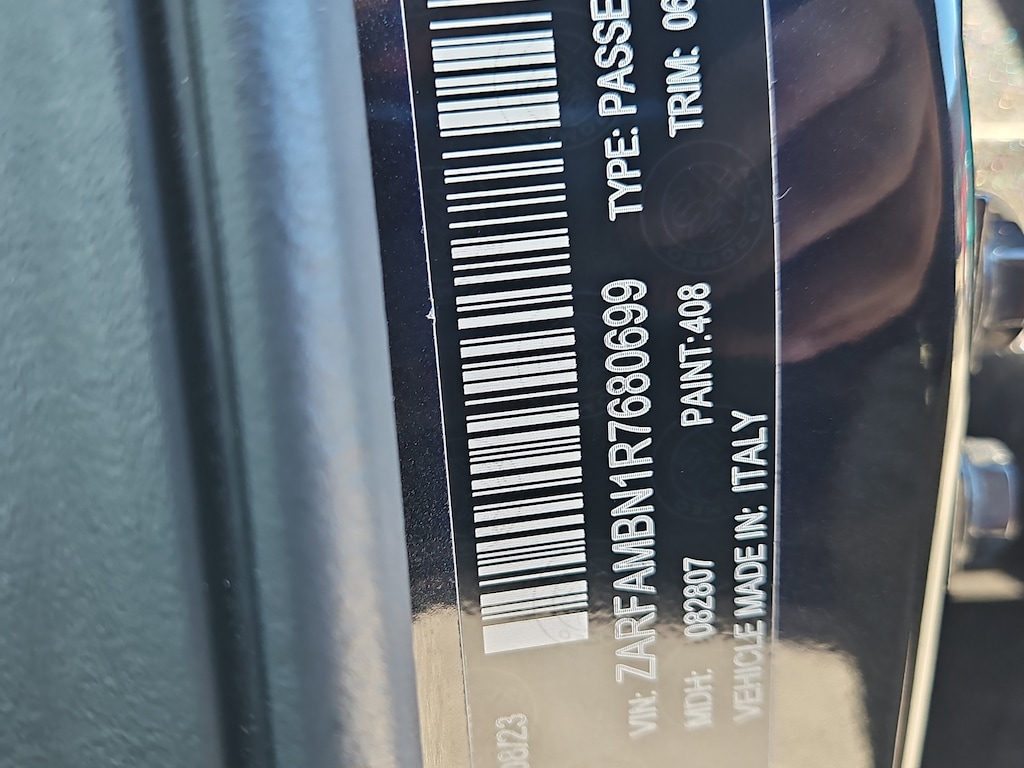 08/23
VIN: ZARFAMBN1R7680699 TYPE: PASSE
MDH: 082807 PAINT:408 TRIM: 06
VEHICLE MADE IN: ITALY